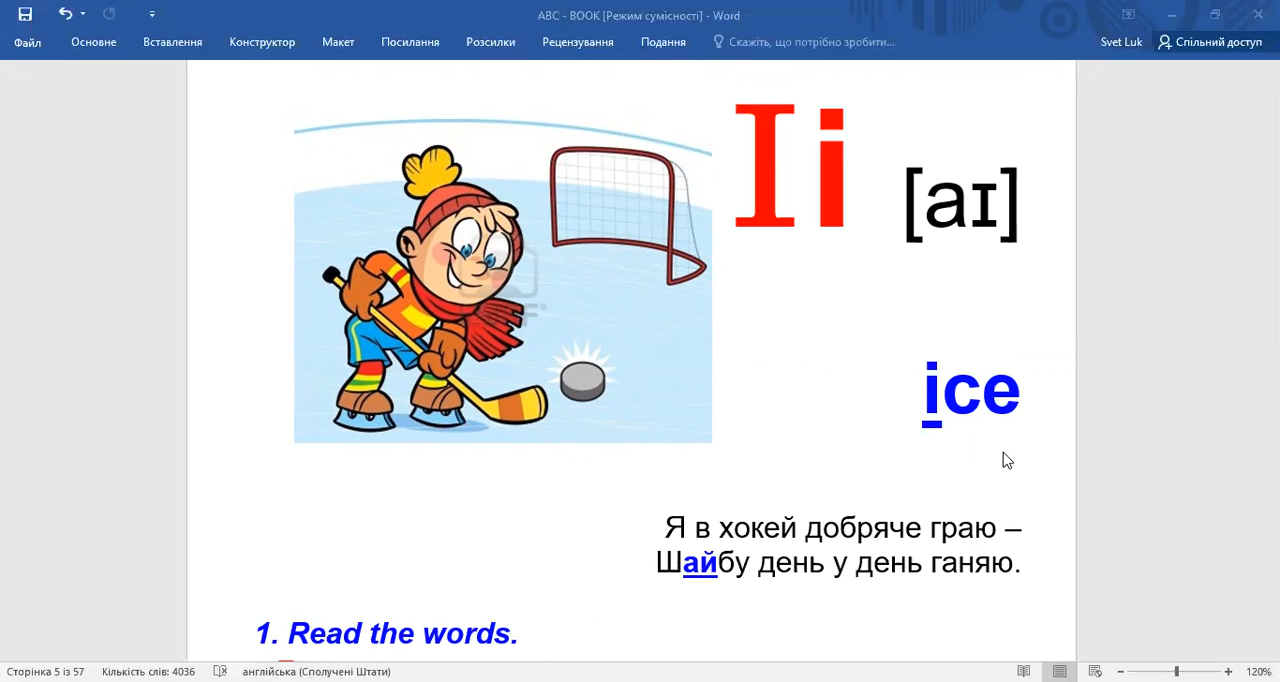 ABC - BOOK [Режим сумісності] - Word
Файл Основне Вставлення Конструктор Макет Посилання Розсилки Рецензування Подання Скажіть, що потрібно зробити... Svet Luk Спільний доступ
Ii [aɪ]
ice
Я в хокей добряче граю –
Шайбу день у день ганяю.
1. Read the words.
Сторінка 5 із 57 Кількість слів: 4036 англійська (Сполучені Штати) 120%